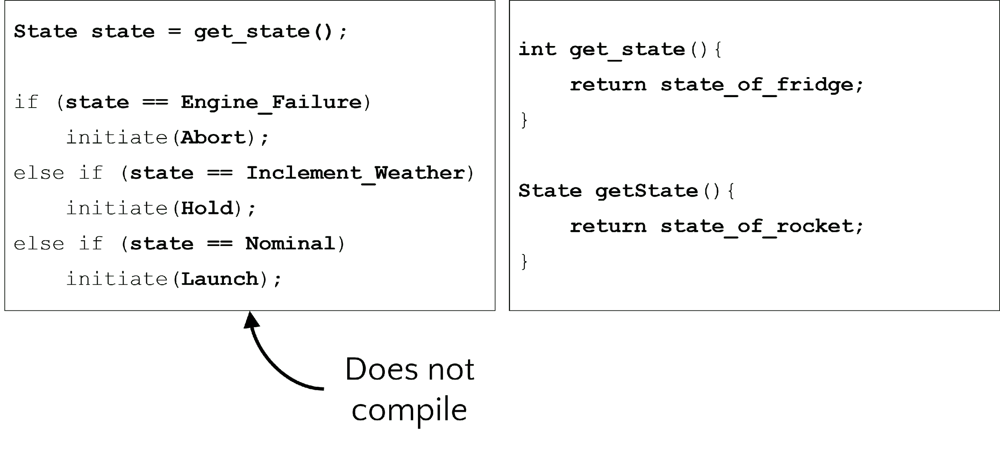 State state = get_state();
if (state == Engine_Failure)
initiate(Abort);
else if (state == Inclement_Weather)
initiate(Hold);
else if (state == Nominal)
initiate(Launch);
int get_state(){
return state_of_fridge;
}
State getState(){
return state_of_rocket;
}
Does not
compile